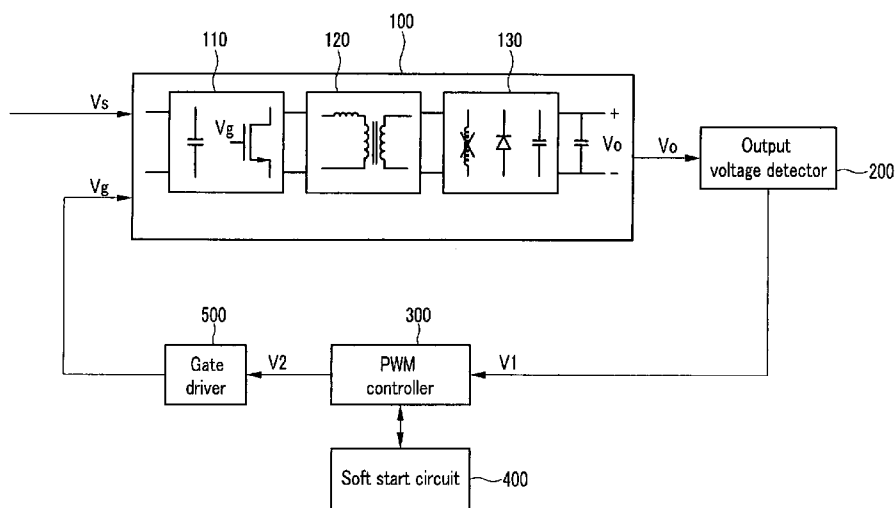 100
110
120
130
Vs
Vg
Vg
+
Vo
-
Vo
Output
voltage detector
200
500
300
Gate
driver
V2
PWM
controller
V1
Soft start circuit
400